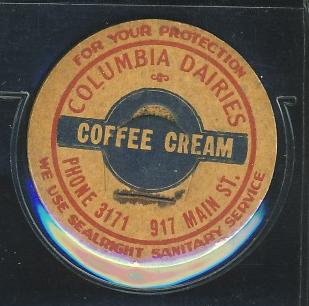 FOR YOUR PROTECTION
COLUMBIA DAIRIES
COFFEE CREAM
PHONE 3171 917 MAIN ST.
WE USE SEALRIGHT SANITARY SERVICE